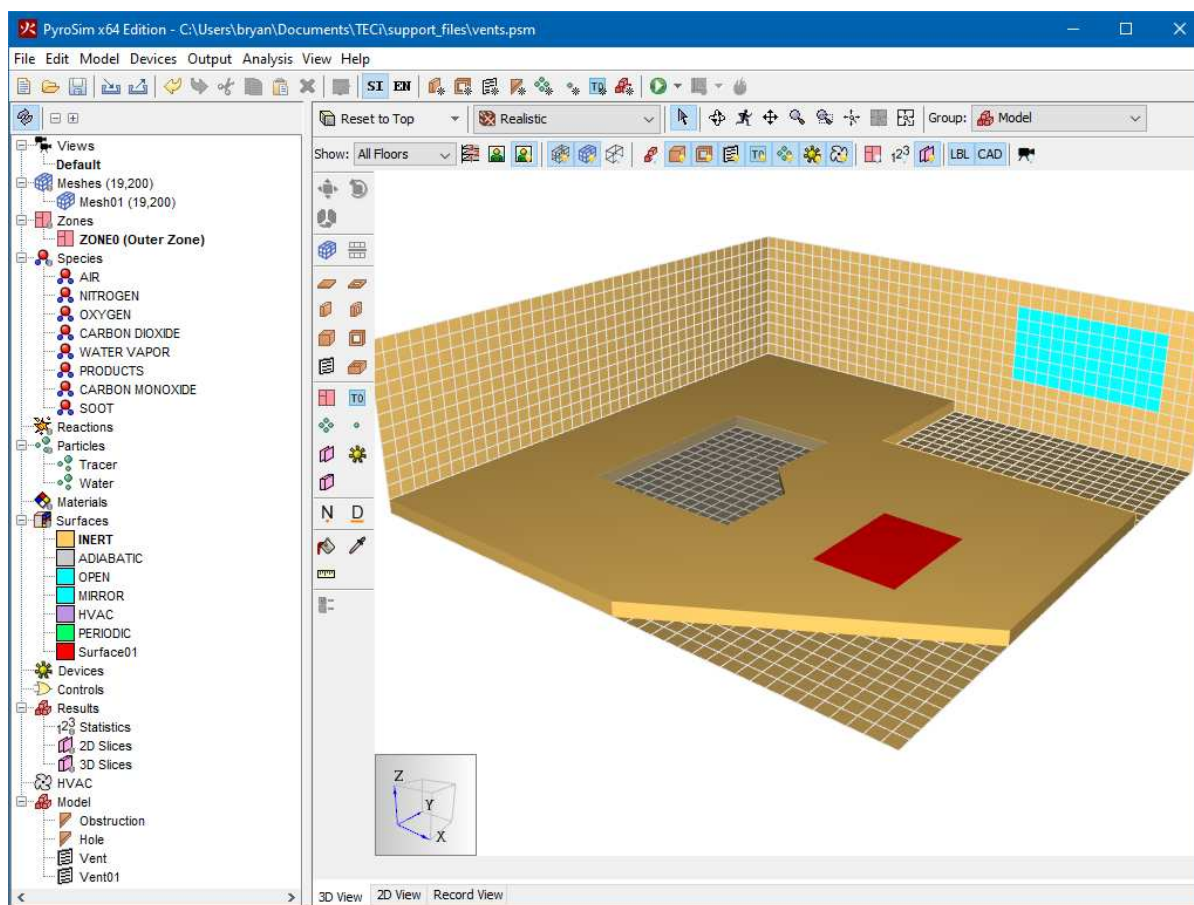 PyroSim x64 Edition - C:\Users\bryan\Documents\TECi\support_files\vents.psm
File Edit Model Devices Output Analysis View Help
SI EN
Reset to Top Realistic Group: Model
Show: All Floors LBL CAD
Views
Default
Meshes (19,200)
Mesh01 (19,200)
Zones
ZONE0 (Outer Zone)
Species
AIR
NITROGEN
OXYGEN
CARBON DIOXIDE
WATER VAPOR
PRODUCTS
CARBON MONOXIDE
SOOT
Reactions
Particles
Tracer
Water
Materials
Surfaces
INERT
ADIABATIC
OPEN
MIRROR
HVAC
PERIODIC
Surface01
Devices
Controls
Results
Statistics
2D Slices
3D Slices
HVAC
Model
Obstruction
Hole
Vent
Vent01
N D
Z
Y
X
3D View 2D View Record View